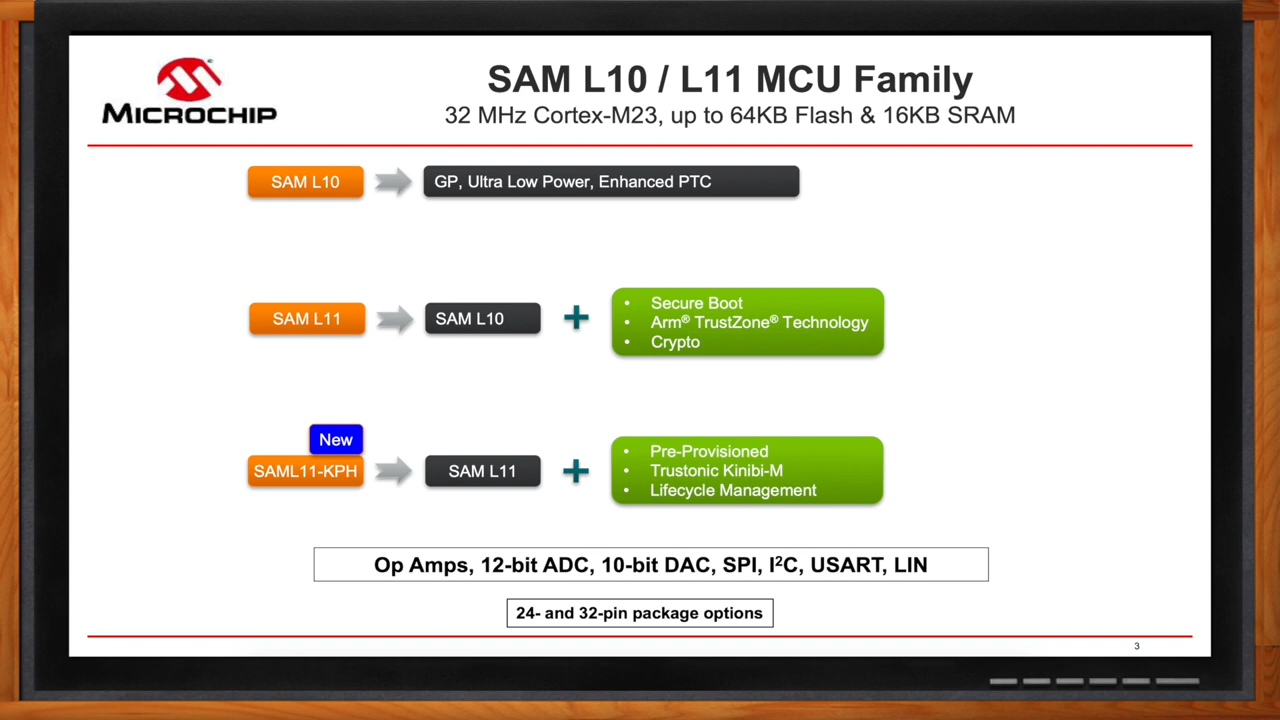 MICROCHIP
SAM L10 / L11 MCU Family
32 MHz Cortex-M23, up to 64KB Flash & 16KB SRAM
SAM L10
GP, Ultra Low Power, Enhanced PTC
SAM L11
SAM L10
+
• Secure Boot
• Arm® TrustZone® Technology
• Crypto
New
SAML11-KPH
SAM L11
+
• Pre-Provisioned
• Trustonic Kinibi-M
• Lifecycle Management
Op Amps, 12-bit ADC, 10-bit DAC, SPI, I²C, USART, LIN
24- and 32-pin package options
3